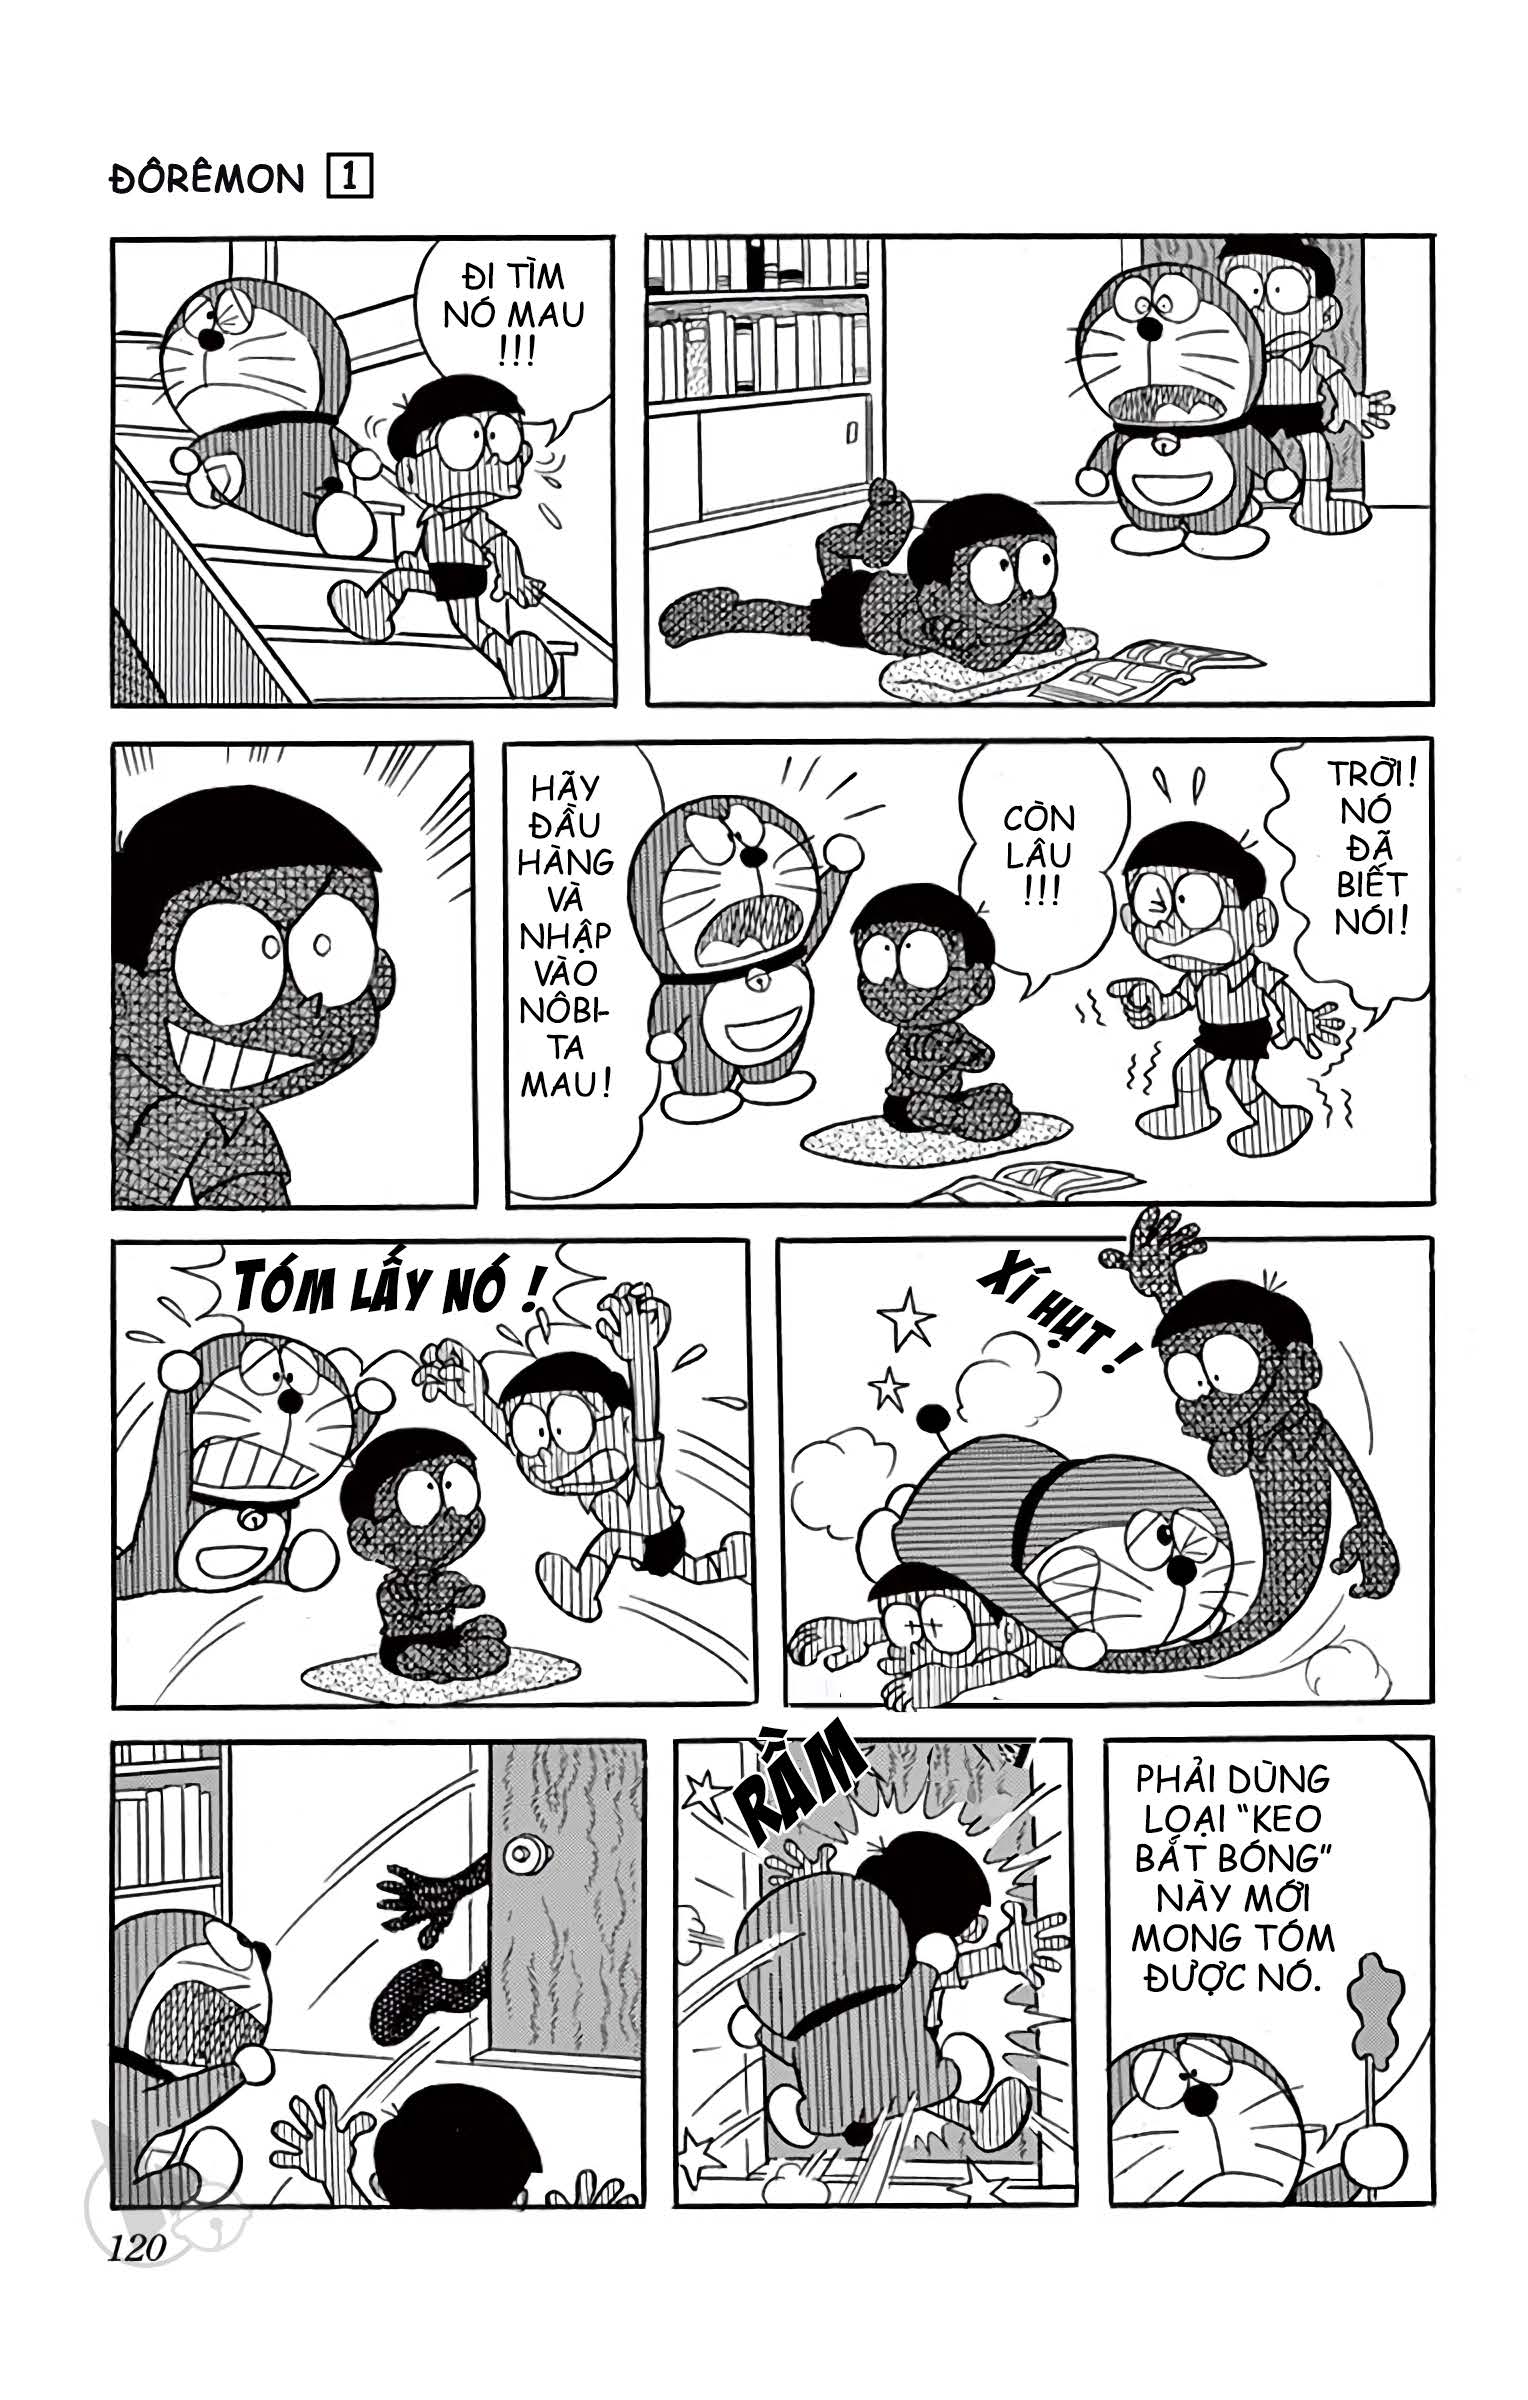 ĐÔRÊMON 1
ĐI TÌM
NÓ MAU
!!!
HÃY
ĐẦU
HÀNG
VÀ
NHẬP
VÀO
NÔBI-
TA
MAU!
CÒN
LÂU
!!!
TRỜI!
NÓ
ĐÃ
BIẾT
NÓI!
TÓM LẤY NÓ!
XÍ HỤT!
RẦM
PHẢI DÙNG
LOẠI “KEO
BẮT BÓNG”
NÀY MỚI
MONG TÓM
ĐƯỢC NÓ.
120